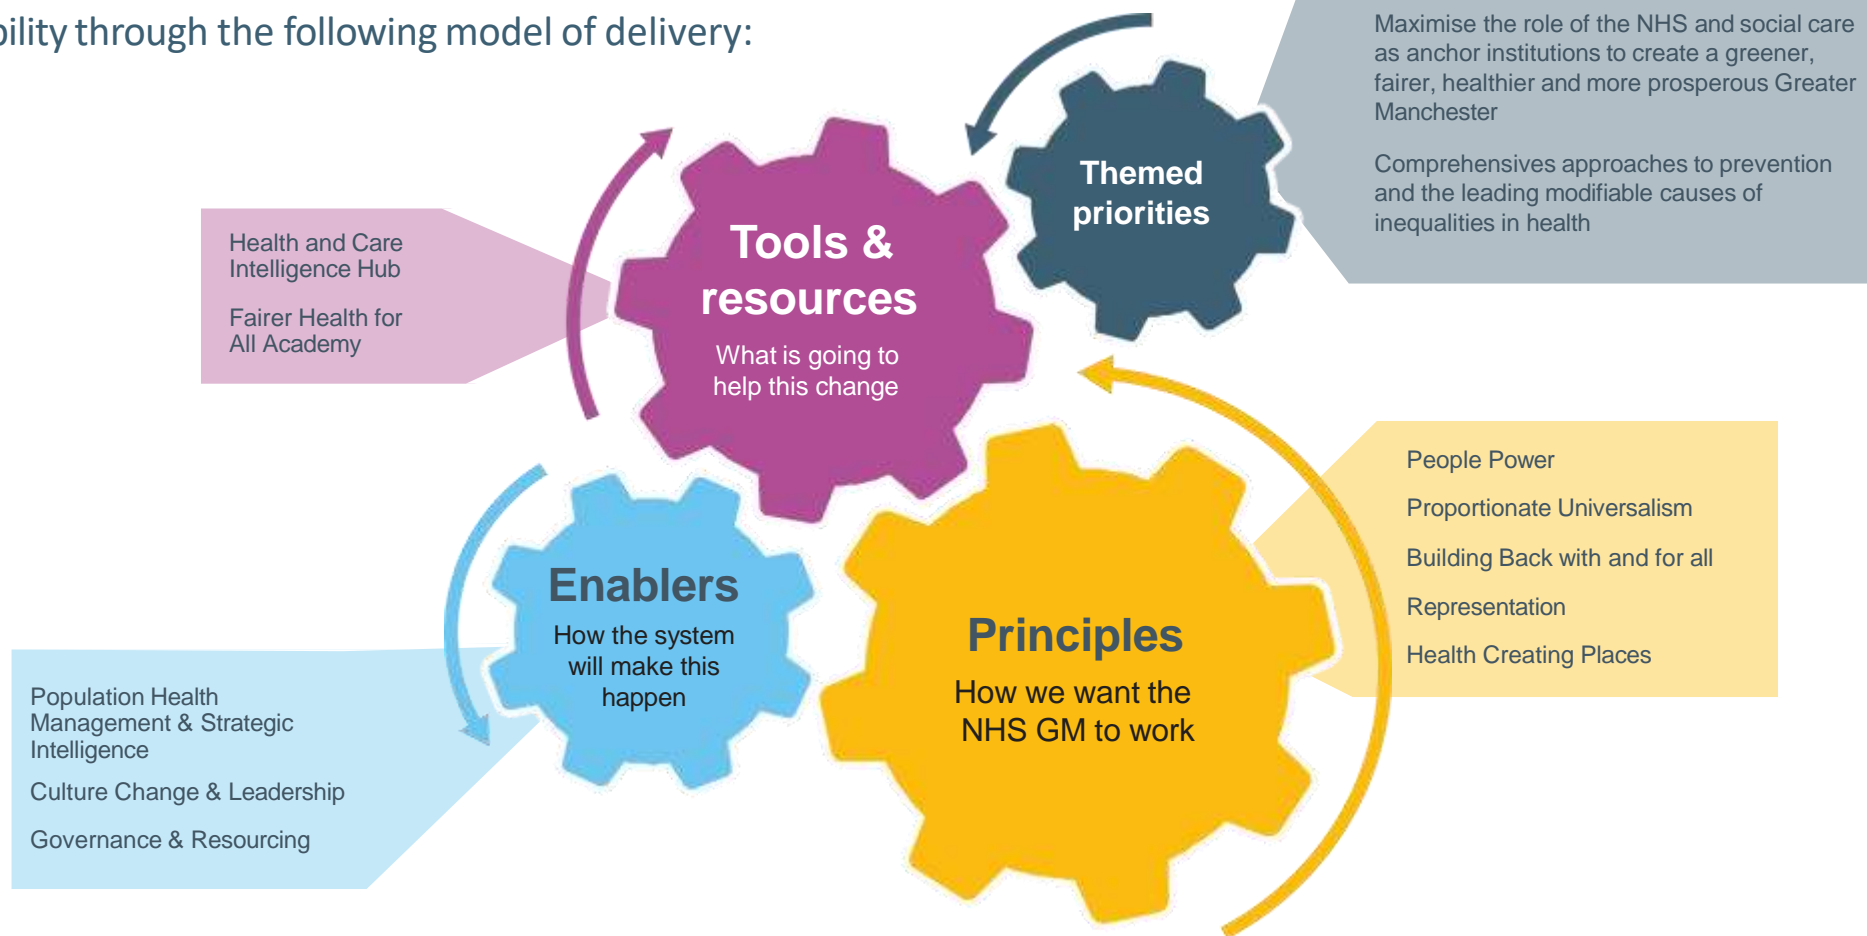 through the following model of delivery:
Maximise the role of the NHS and social care
as anchor institutions to create a greener,
fairer, healthier and more prosperous Greater
Manchester
Comprehensives approaches to prevention
and the leading modifiable causes of
inequalities in health
Themed
priorities
Tools &
resources
What is going to
help this change
Health and Care
Intelligence Hub
Fairer Health for
All Academy
People Power
Proportionate Universalism
Building Back with and for all
Representation
Health Creating Places
Enablers
How the system
will make this
happen
Principles
How we want the
NHS GM to work
Population Health
Management & Strategic
Intelligence
Culture Change & Leadership
Governance & Resourcing